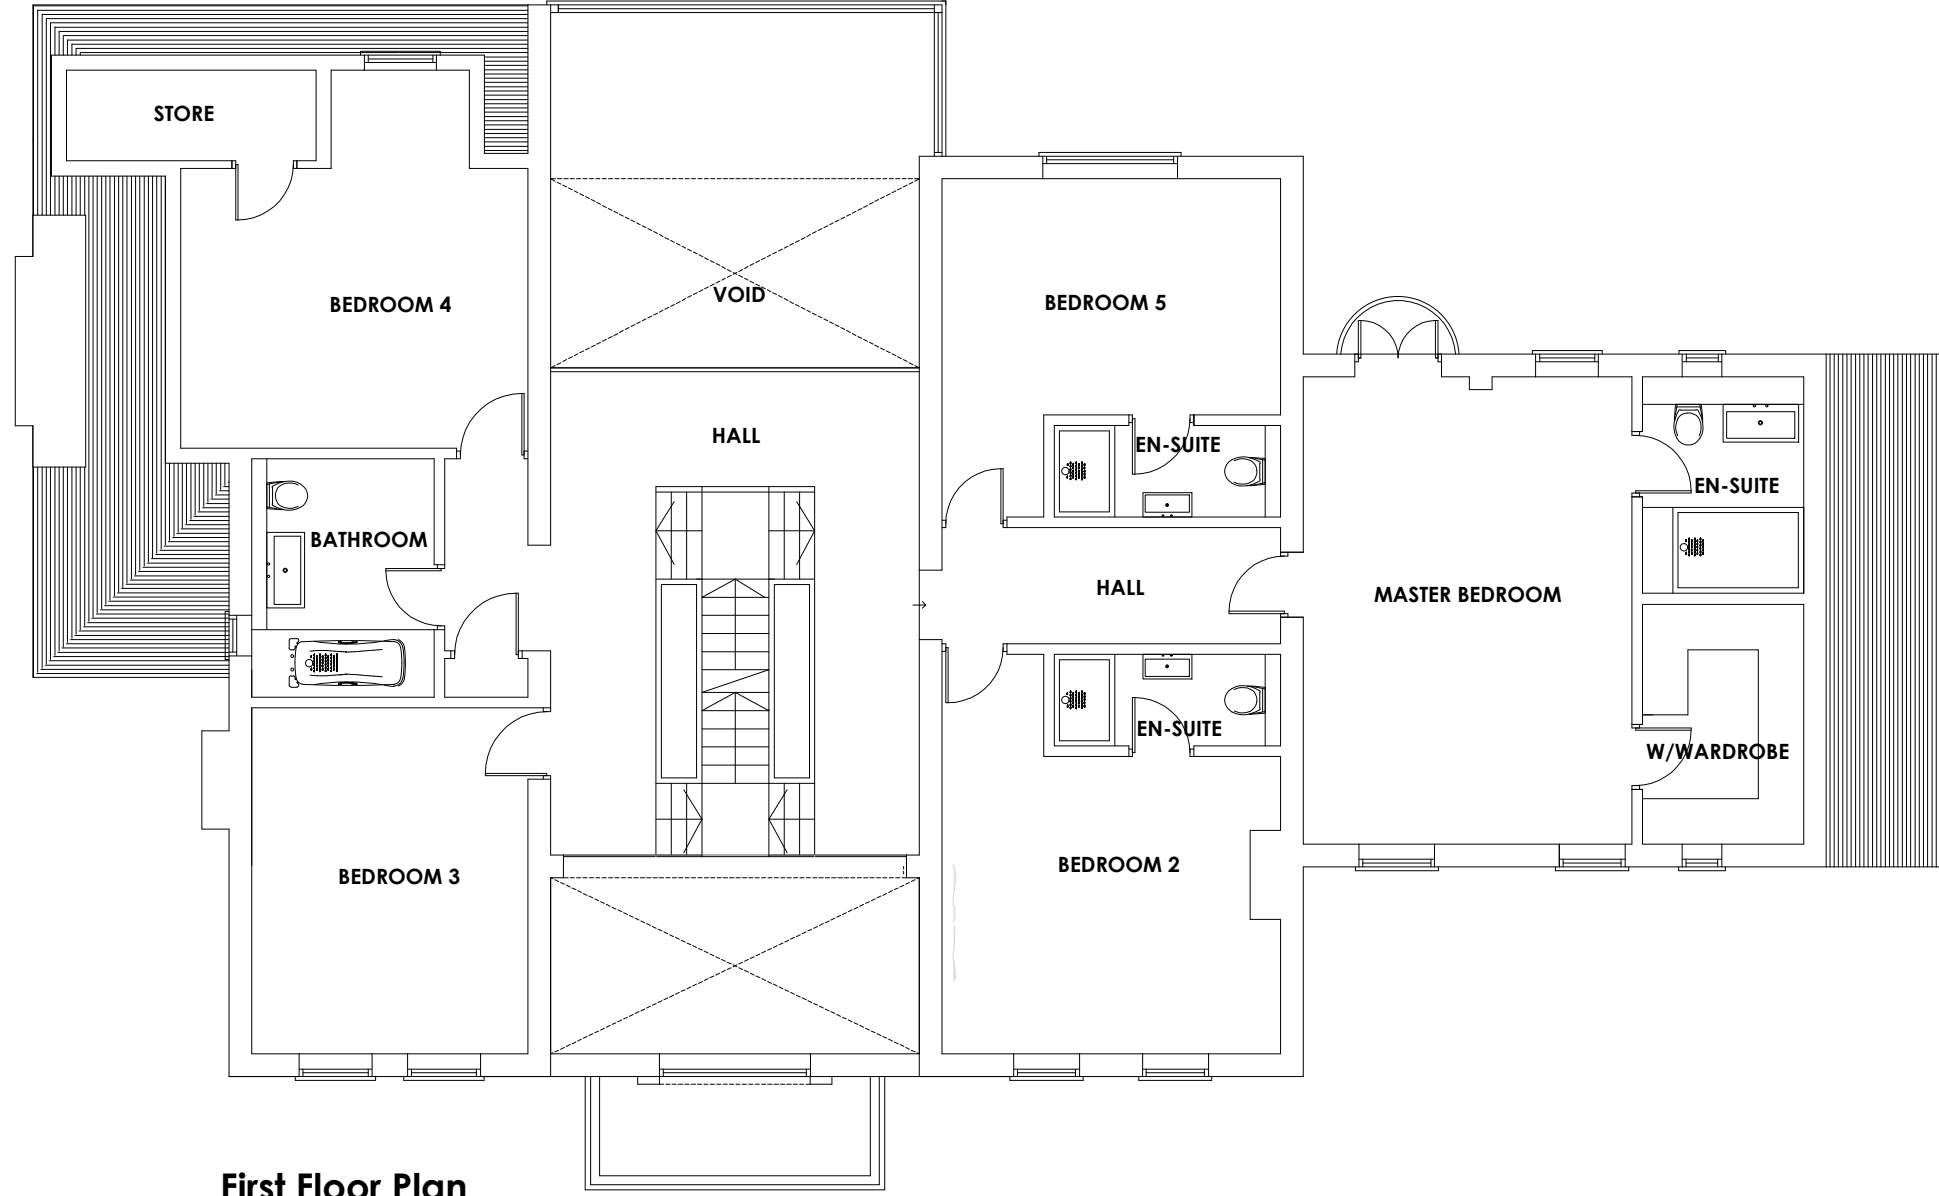 STORE
BEDROOM 4
VOID
BEDROOM 5
HALL
EN-SUITE
EN-SUITE
BATHROOM
HALL
MASTER BEDROOM
EN-SUITE
W/WARDROBE
BEDROOM 3
BEDROOM 2
First Floor Plan